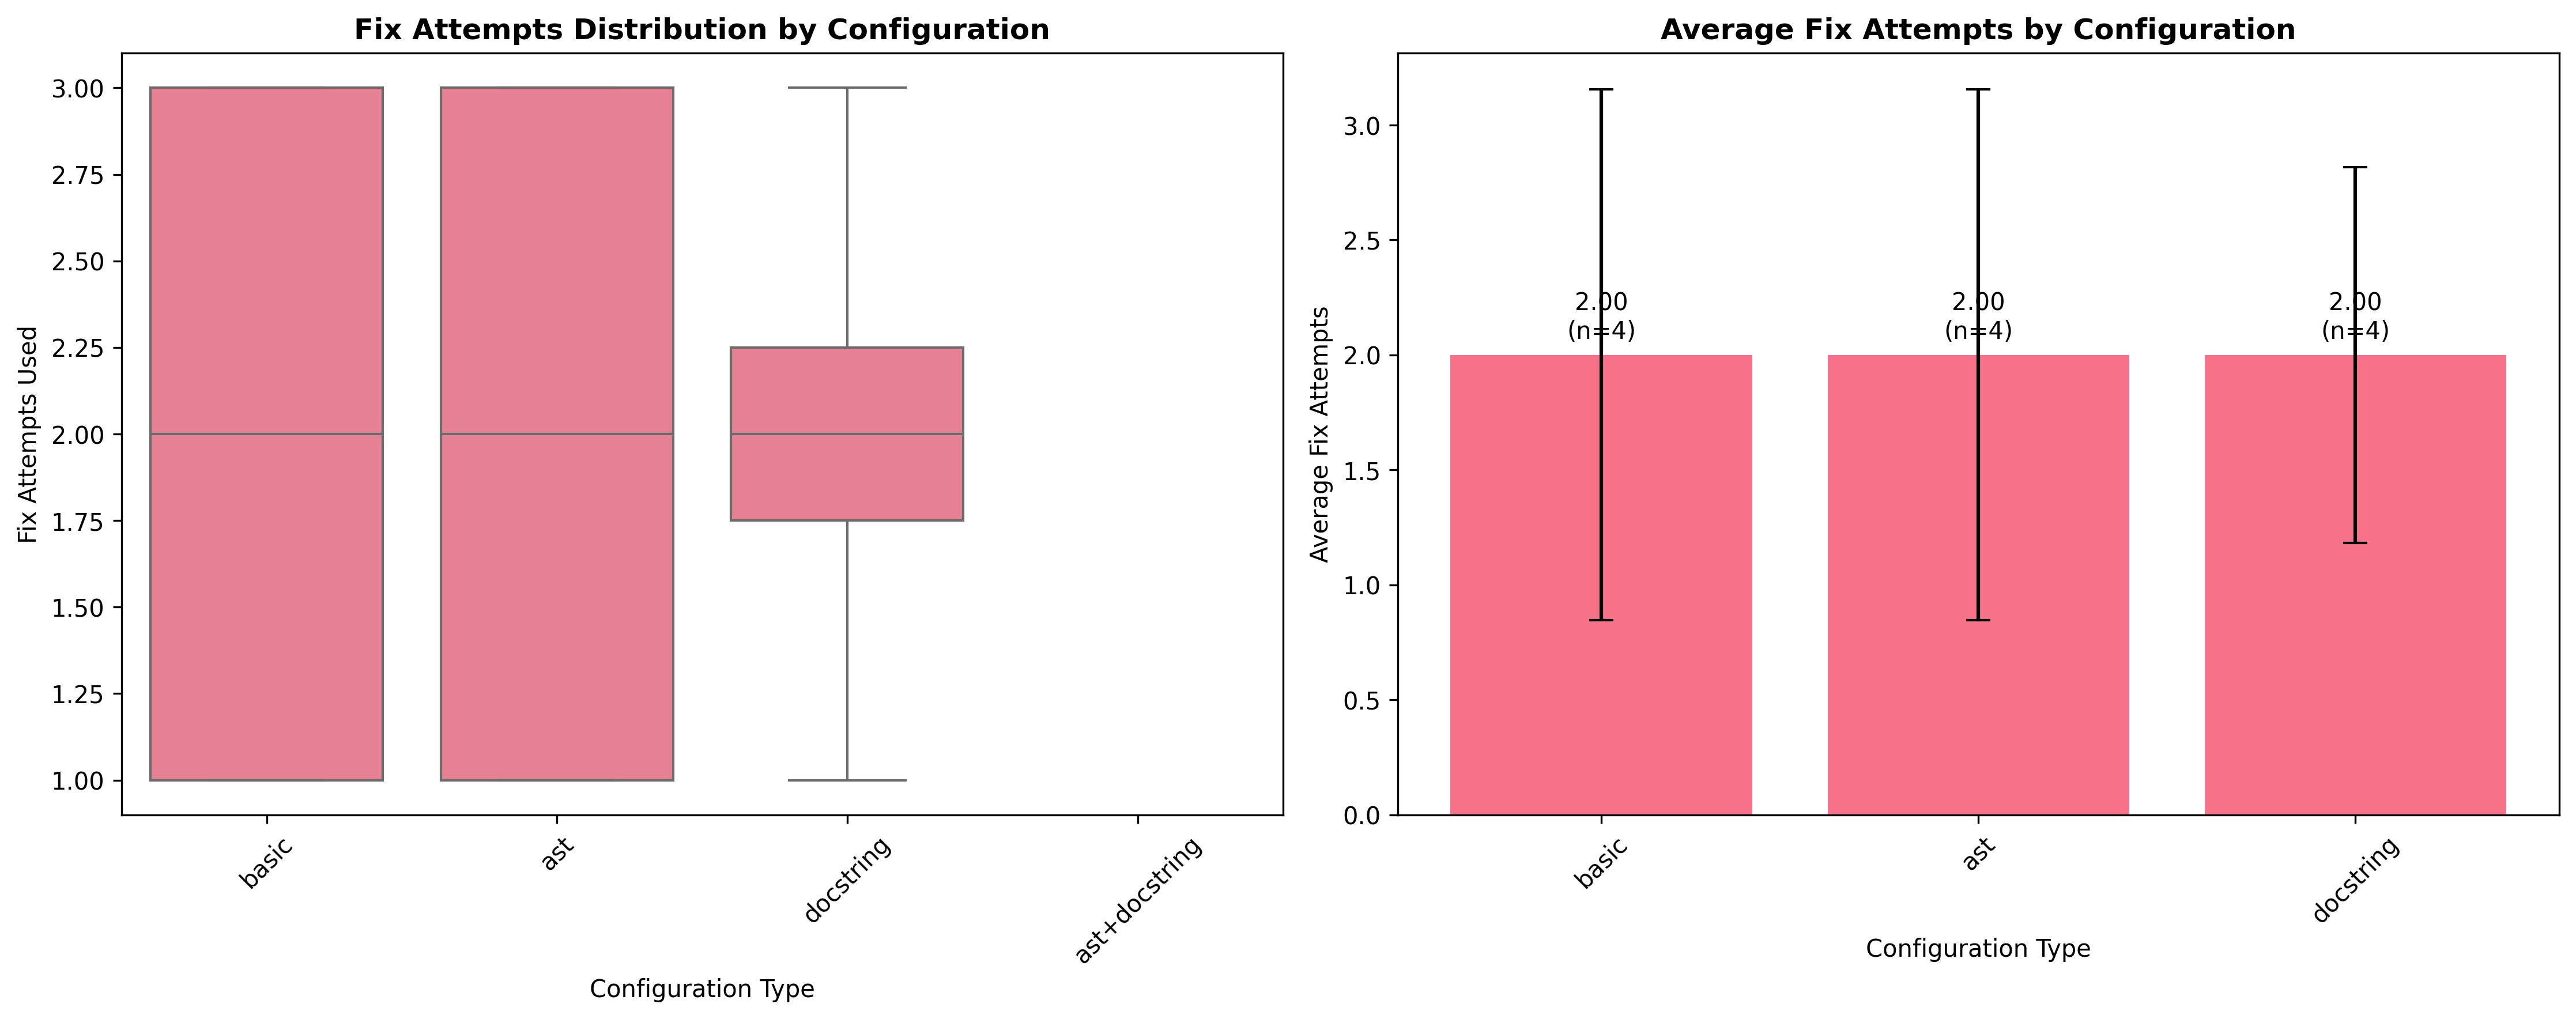 Fix Attempts Distribution by Configuration
Fix Attempts Used
3.00
2.75
2.50
2.25
2.00
1.75
1.50
1.25
1.00
basic
ast
docstring
ast+docstring
Configuration Type
Average Fix Attempts by Configuration
Average Fix Attempts
3.0
2.5
2.0
1.5
1.0
0.5
0.0
2.00
(n=4)
2.00
(n=4)
2.00
(n=4)
basic
ast
docstring
Configuration Type